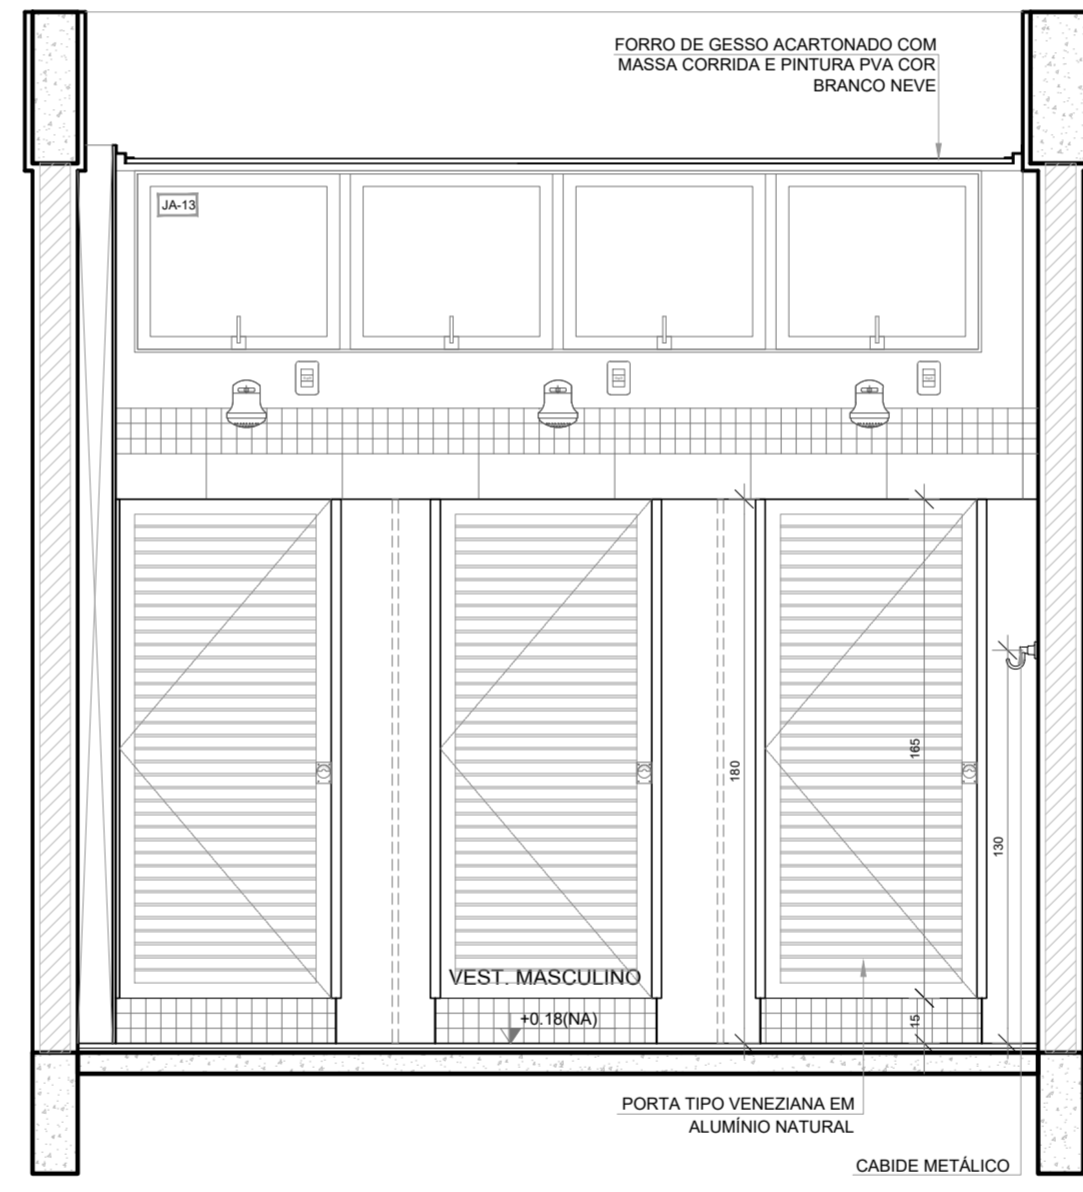 FORRO DE GESSO ACARTONADO COM
MASSA CORRIDA E PINTURA PVA COR
BRANCO NEVE
JA-13
165
180
130
VEST. MASCULINO
+0.18(NA)
15
PORTA TIPO VENEZIANA EM
ALUMÍNIO NATURAL
CABIDE METÁLICO